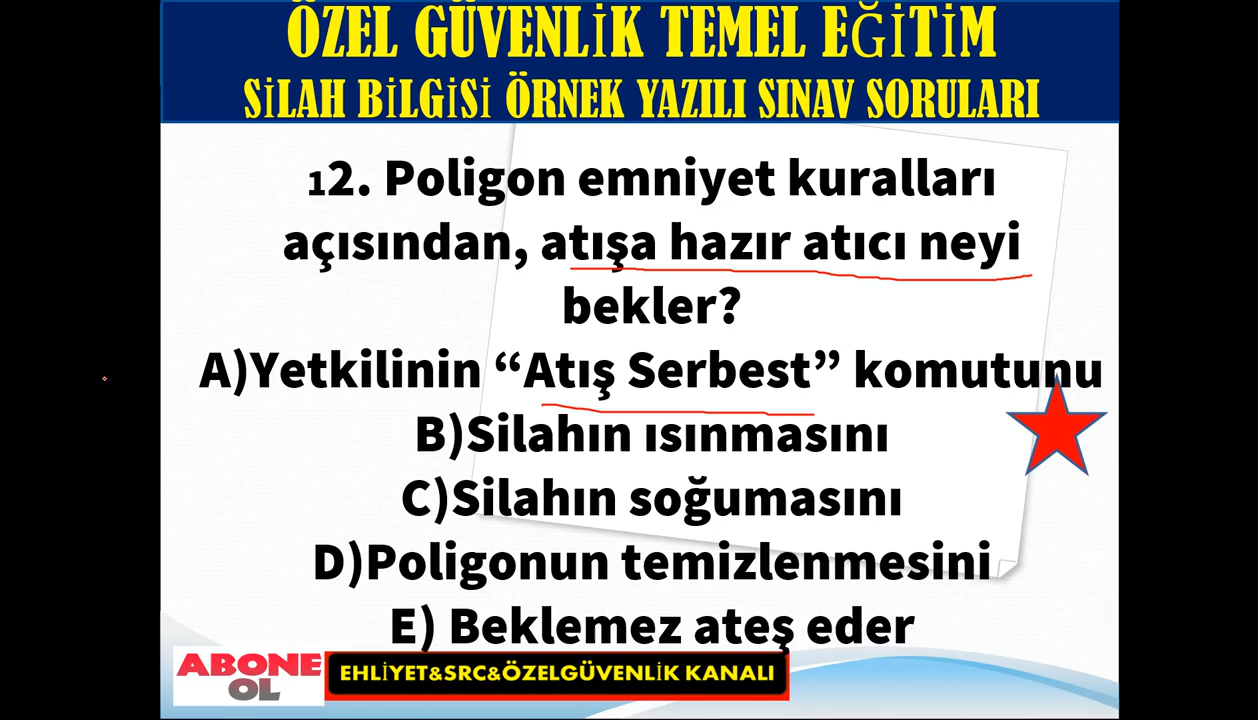 ÖZEL GÜVENLİK TEMEL EĞİTİM
SİLAH BİLGİSİ ÖRNEK YAZILI SINAV SORULARI
12. Poligon emniyet kuralları
açısından, atışa hazır atıcı neyi
bekler?
A)Yetkilinin “Atış Serbest” komutunu
B)Silahın ısınmasını
C)Silahın soğumasını
D)Poligonun temizlenmesini
E) Beklemez ateş eder
ABONE
OL
EHLİYET&SRC&ÖZELGÜVENLİK KANALI